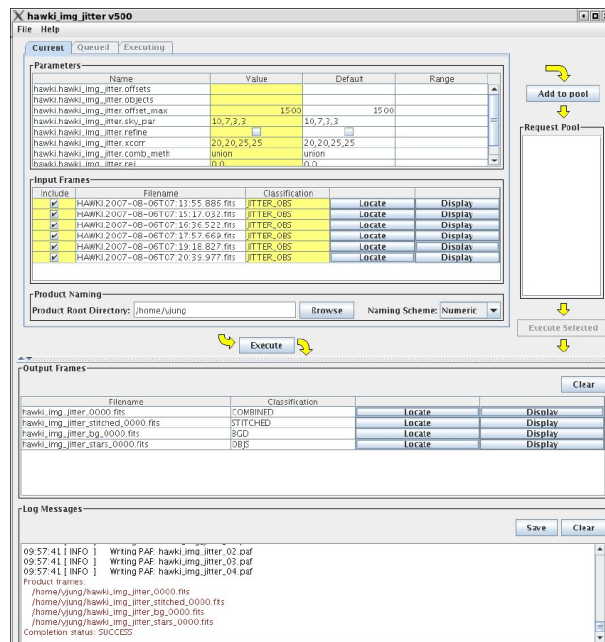 hawki_img_jitter v500
File Help
Current Queued Executing
Parameters
Name Value Default Range
hawki.hawki_img_jitter.offsets
hawki.hawki_img_jitter.objects
hawki.hawki_img_jitter.offset_max 1500 1500
hawki.hawki_img_jitter.sky_par 10,7,3,3 10,7,3,3
hawki.hawki_img_jitter.refine
hawki.hawki_img_jitter.xcorr 20,20,25,25 20,20,25,25
hawki.hawki_img_jitter.comb_meth union union
hawki.hawki_img_jitter.rej 0,0 0,0
Add to pool
Request Pool
Input Frames
Include Filename Classification
HAWKI.2007-08-06T07:13:55.886.fits JITTER_OBS Locate Display
HAWKI.2007-08-06T07:15:17.032.fits JITTER_OBS Locate Display
HAWKI.2007-08-06T07:16:36.522.fits JITTER_OBS Locate Display
HAWKI.2007-08-06T07:17:57.669.fits JITTER_OBS Locate Display
HAWKI.2007-08-06T07:19:18.827.fits JITTER_OBS Locate Display
HAWKI.2007-08-06T07:20:39.977.fits JITTER_OBS Locate Display
Product Naming
Product Root Directory: /home/yjung Browse Naming Scheme: Numeric
Execute Selected
Execute
Output Frames
Clear
Filename Classification
hawki_img_jitter_0000.fits COMBINED Locate Display
hawki_img_jitter_stitched_0000.fits STITCHED Locate Display
hawki_img_jitter_bg_0000.fits BGD Locate Display
hawki_img_jitter_stars_0000.fits OBJS Locate Display
Log Messages
Save Clear
09:57:41 [ INFO ] Writing PAF: hawki_img_jitter_02.paf
09:57:41 [ INFO ] Writing PAF: hawki_img_jitter_03.paf
09:57:41 [ INFO ] Writing PAF: hawki_img_jitter_04.paf
Product frames:
/home/yjung/hawki_img_jitter_0000.fits
/home/yjung/hawki_img_jitter_stitched_0000.fits
/home/yjung/hawki_img_jitter_bg_0000.fits
/home/yjung/hawki_img_jitter_stars_0000.fits
Completion status: SUCCESS